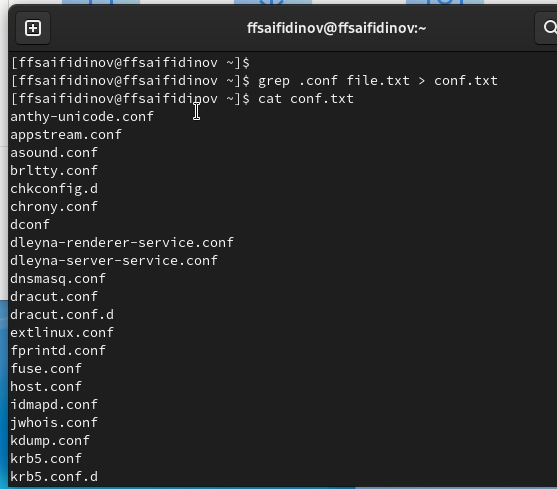 ffsaifidinov@ffsaifidinov:~
[ffsaifidinov@ffsaifidinov ~]$
[ffsaifidinov@ffsaifidinov ~]$ grep .conf file.txt > conf.txt
[ffsaifidinov@ffsaifidinov ~]$ cat conf.txt
anthy-unicode.conf
appstream.conf
asound.conf
brltty.conf
chkconfig.d
chrony.conf
dconf
dleyna-renderer-service.conf
dleyna-server-service.conf
dnsmasq.conf
dracut.conf
dracut.conf.d
extlinux.conf
fprintd.conf
fuse.conf
host.conf
idmapd.conf
jwhois.conf
kdump.conf
krb5.conf
krb5.conf.d